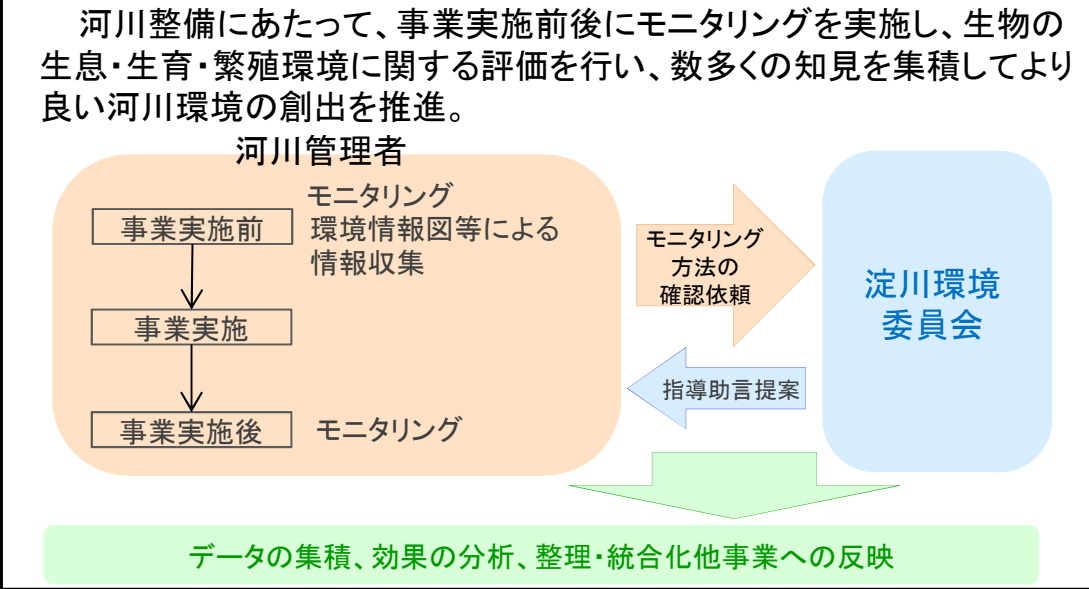 河川整備にあたって、事業実施前後にモニタリングを実施し、生物の
生息・生育・繁殖環境に関する評価を行い、数多くの知見を集積してより
良い河川環境の創出を推進。
河川管理者
事業実施前
モニタリング
環境情報図等による
情報収集
事業実施
事業実施後
モニタリング
モニタリング
方法の
確認依頼
指導助言提案
淀川環境
委員会
データの集積、効果の分析、整理・統合化他事業への反映